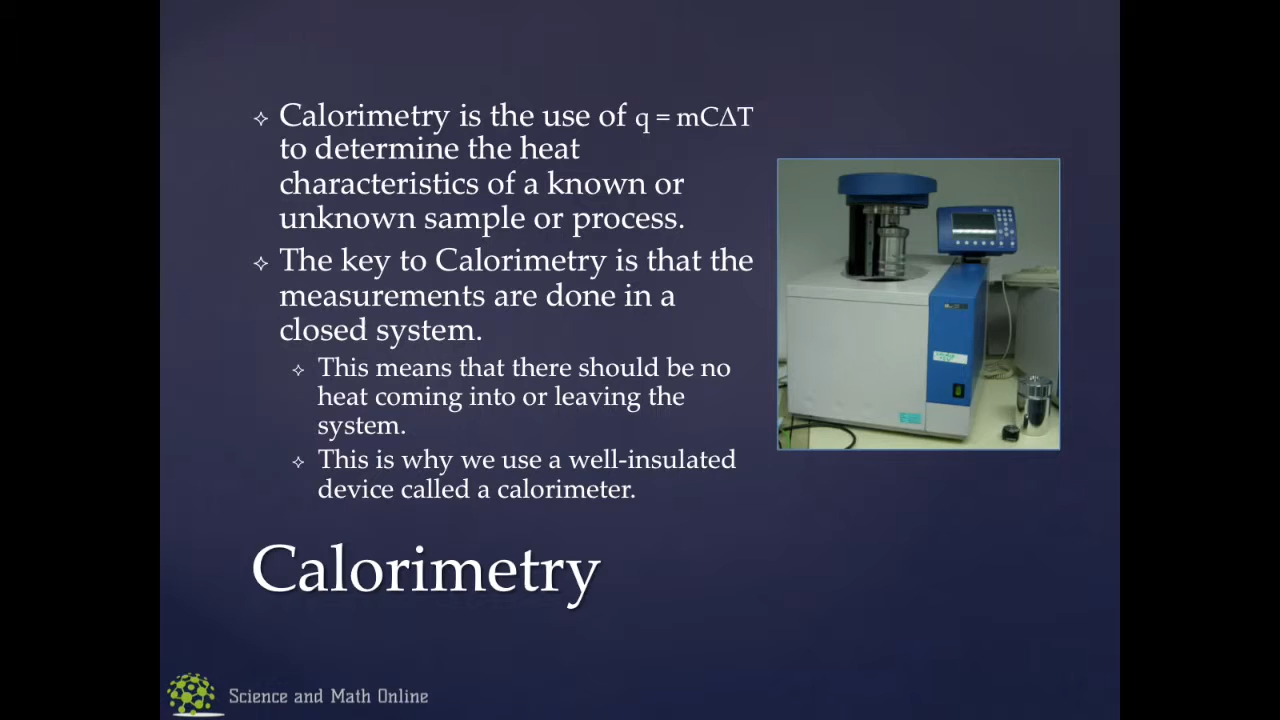 Calorimetry is the use of q = mCΔT
to determine the heat
characteristics of a known or
unknown sample or process.
The key to Calorimetry is that the
measurements are done in a
closed system.
This means that there should be no
heat coming into or leaving the
system.
This is why we use a well-insulated
device called a calorimeter.
Calorimetry
Science and Math Online